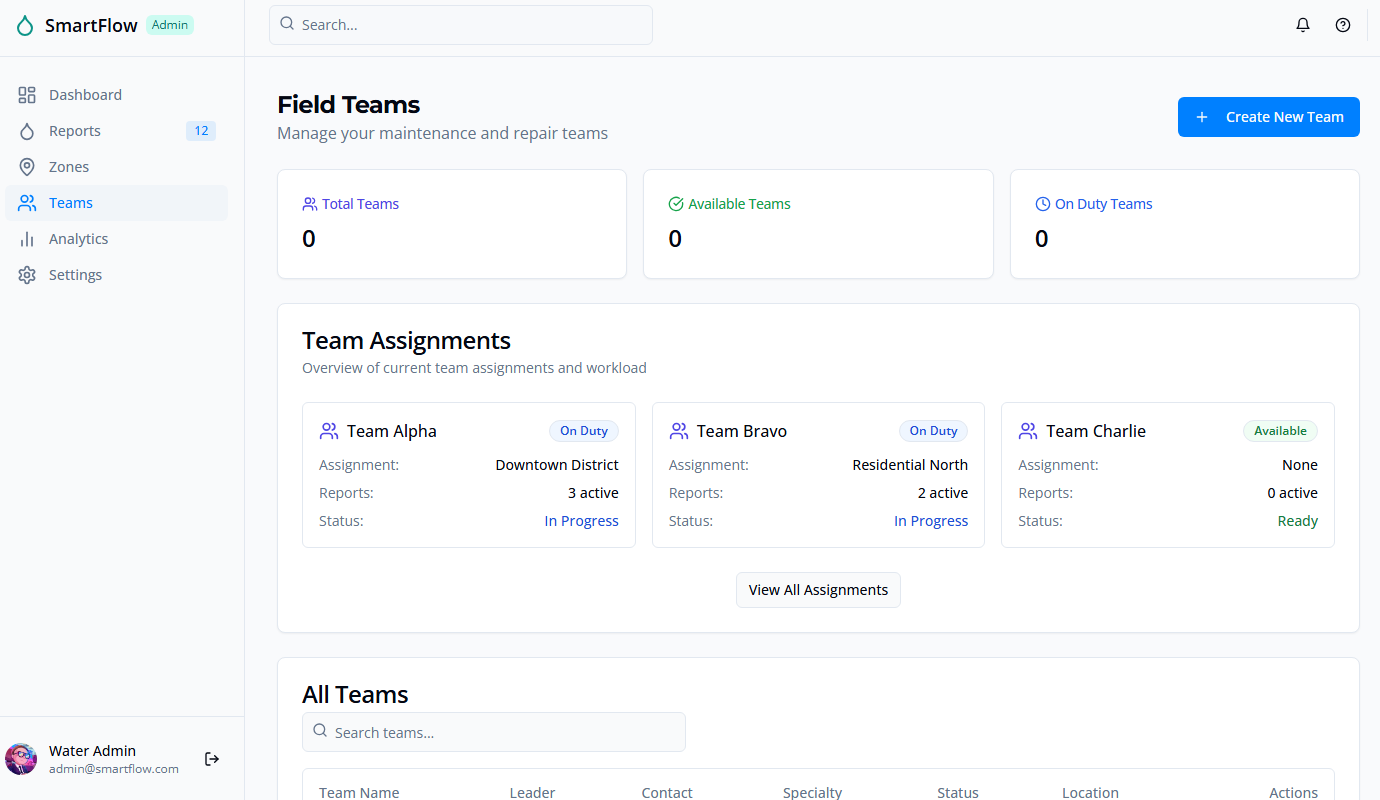 SmartFlow Admin
Search...
Dashboard
Reports 12
Zones
Teams
Analytics
Settings
Water Admin
admin@smartflow.com
Field Teams
Manage your maintenance and repair teams
Create New Team
Total Teams
0
Available Teams
0
On Duty Teams
0
Team Assignments
Overview of current team assignments and workload
Team Alpha On Duty
Assignment: Downtown District
Reports: 3 active
Status: In Progress
Team Bravo On Duty
Assignment: Residential North
Reports: 2 active
Status: In Progress
Team Charlie Available
Assignment: None
Reports: 0 active
Status: Ready
View All Assignments
All Teams
Search teams...
Team Name Leader Contact Specialty Status Location Actions